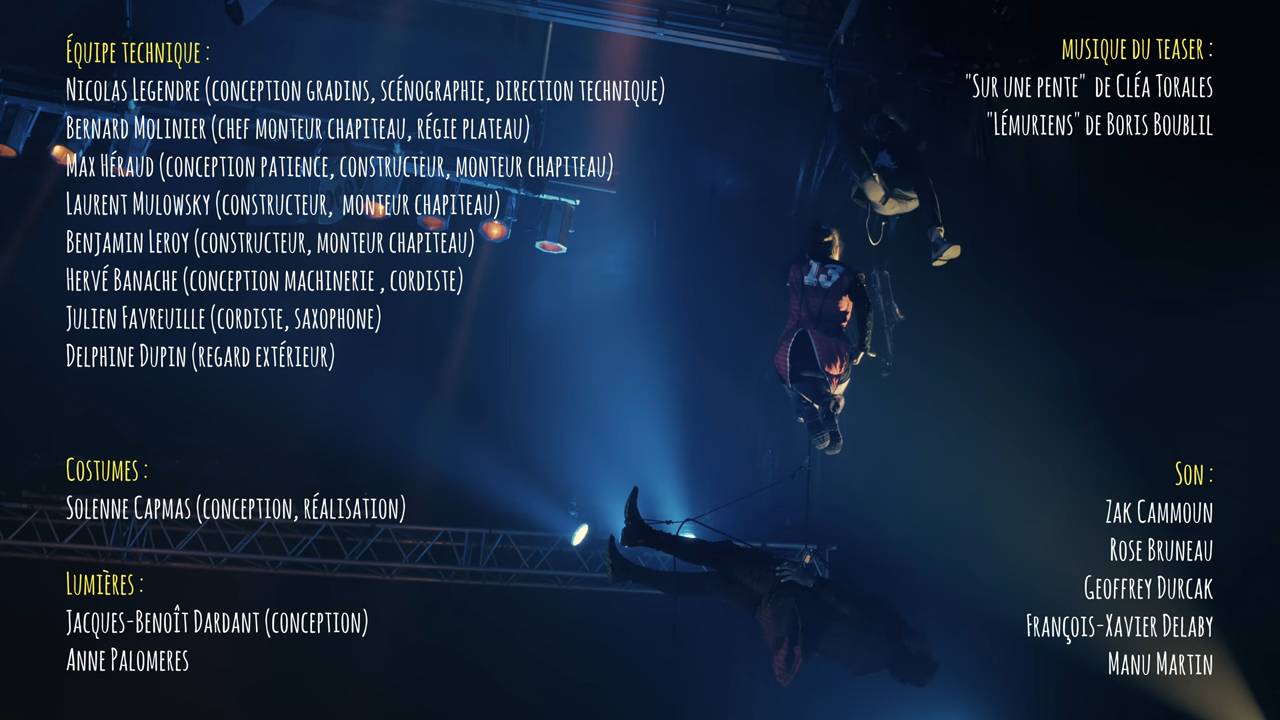 Équipe technique :
Nicolas Legendre (conception gradins, scénographie, direction technique)
Bernard Molinier (chef monteur chapiteau, régie plateau)
Max Héraud (conception patience, constructeur, monteur chapiteau)
Laurent Mulowsky (constructeur, monteur chapiteau)
Benjamin Leroy (constructeur, monteur chapiteau)
Hervé Banache (conception machinerie , cordiste)
Julien Favreuille (cordiste, saxophone)
Delphine Dupin (regard extérieur)
Costumes :
Solenne Capmas (conception, réalisation)
Lumières :
Jacques-Benoît Dardant (conception)
Anne Palomeres
musique du teaser :
"Sur une pente" de Cléa Torales
"Lémuriens" de Boris Boublil
13
Son :
Zak Cammoun
Rose Bruneau
Geoffrey Durcak
François-Xavier Delaby
Manu Martin